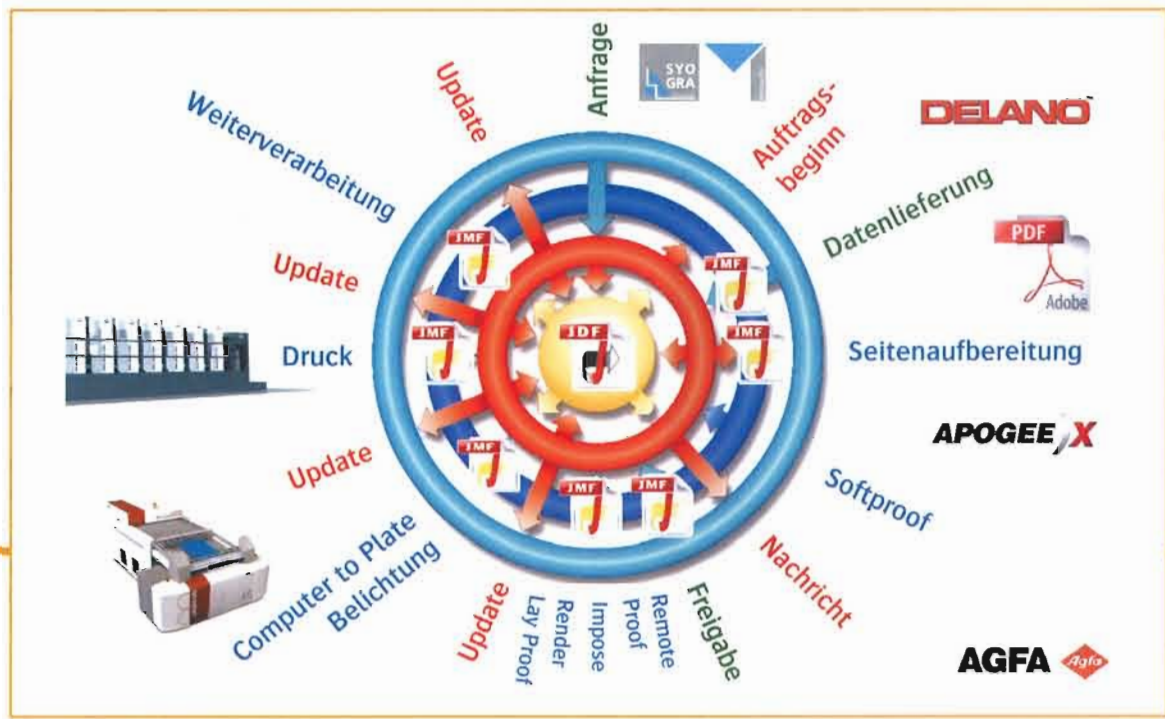 Anfrage
SYO
GRA
Auftrags-
beginn
DELANO
Datenlieferung
PDF
Adobe
Seitenaufbereitung
APOGEE X
Softproof
Nachricht
AGFA
Agfa
Freigabe
Remote
Proof
Impose
Render
Lay Proof
Update
Computer to Plate
Belichtung
Update
Druck
Update
Weiterverarbeitung
Update
JMF
JMF
JMF
JMF
JMF
JMF
JMF
JDF